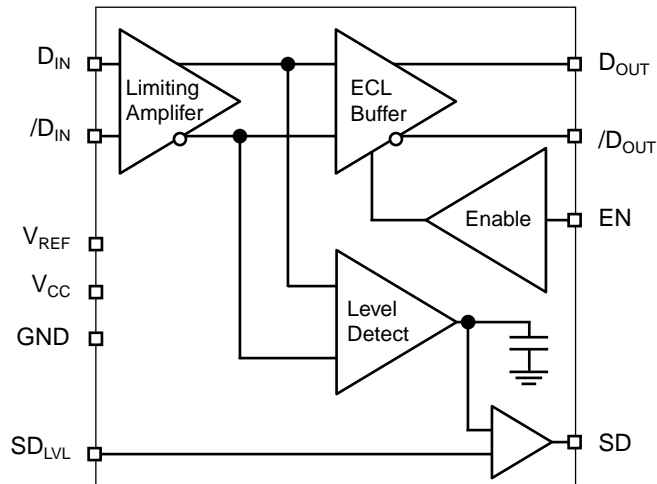 D_IN
/D_IN
V_REF
V_CC
GND
SD_LVL
Limiting
Amplifer
ECL
Buffer
Enable
Level
Detect
D_OUT
/D_OUT
EN
SD